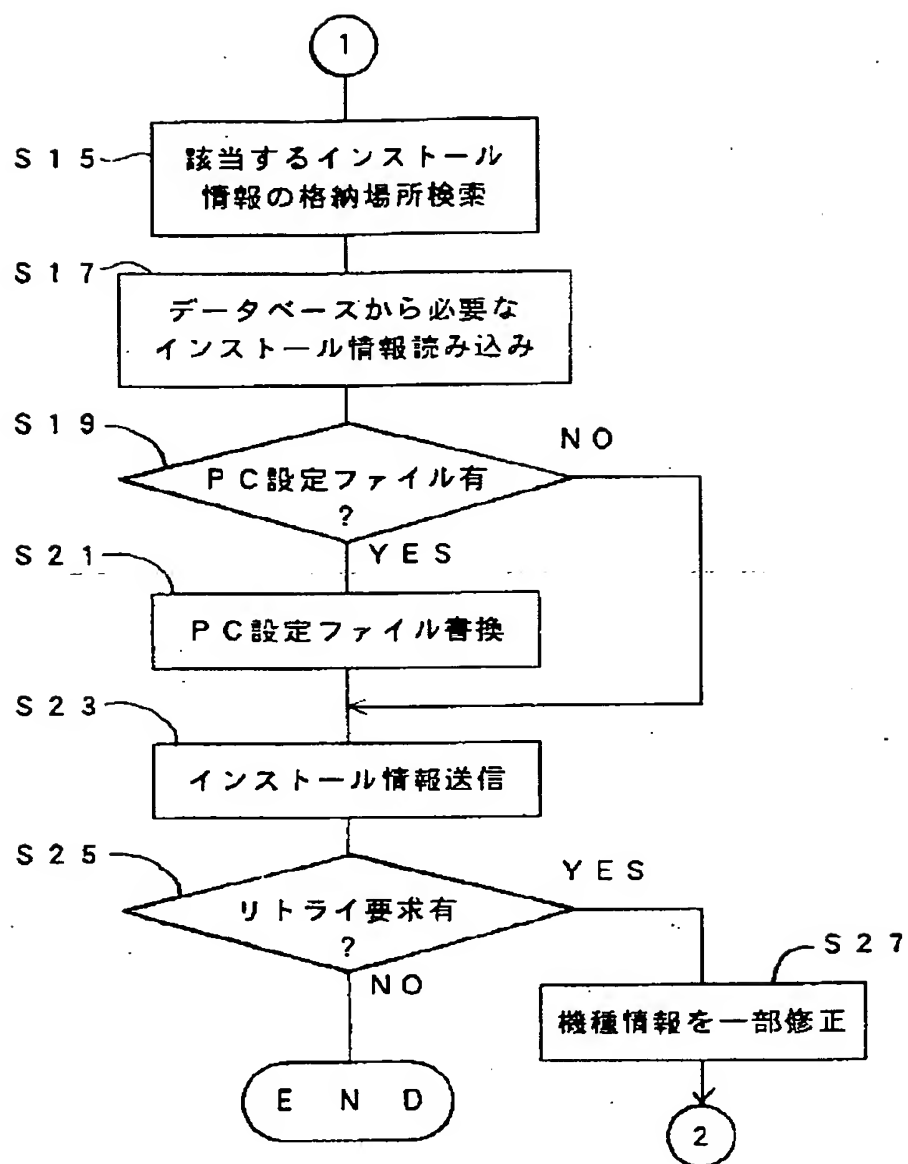 1
S15
該当するインストール
情報の格納場所検索
S17
データベースから必要な
インストール情報読み込み
S19
NO
PC設定ファイル有
?
YES
S21
PC設定ファイル書換
S23
インストール情報送信
S25
YES
リトライ要求有
?
NO
S27
機種情報を一部修正
END
2